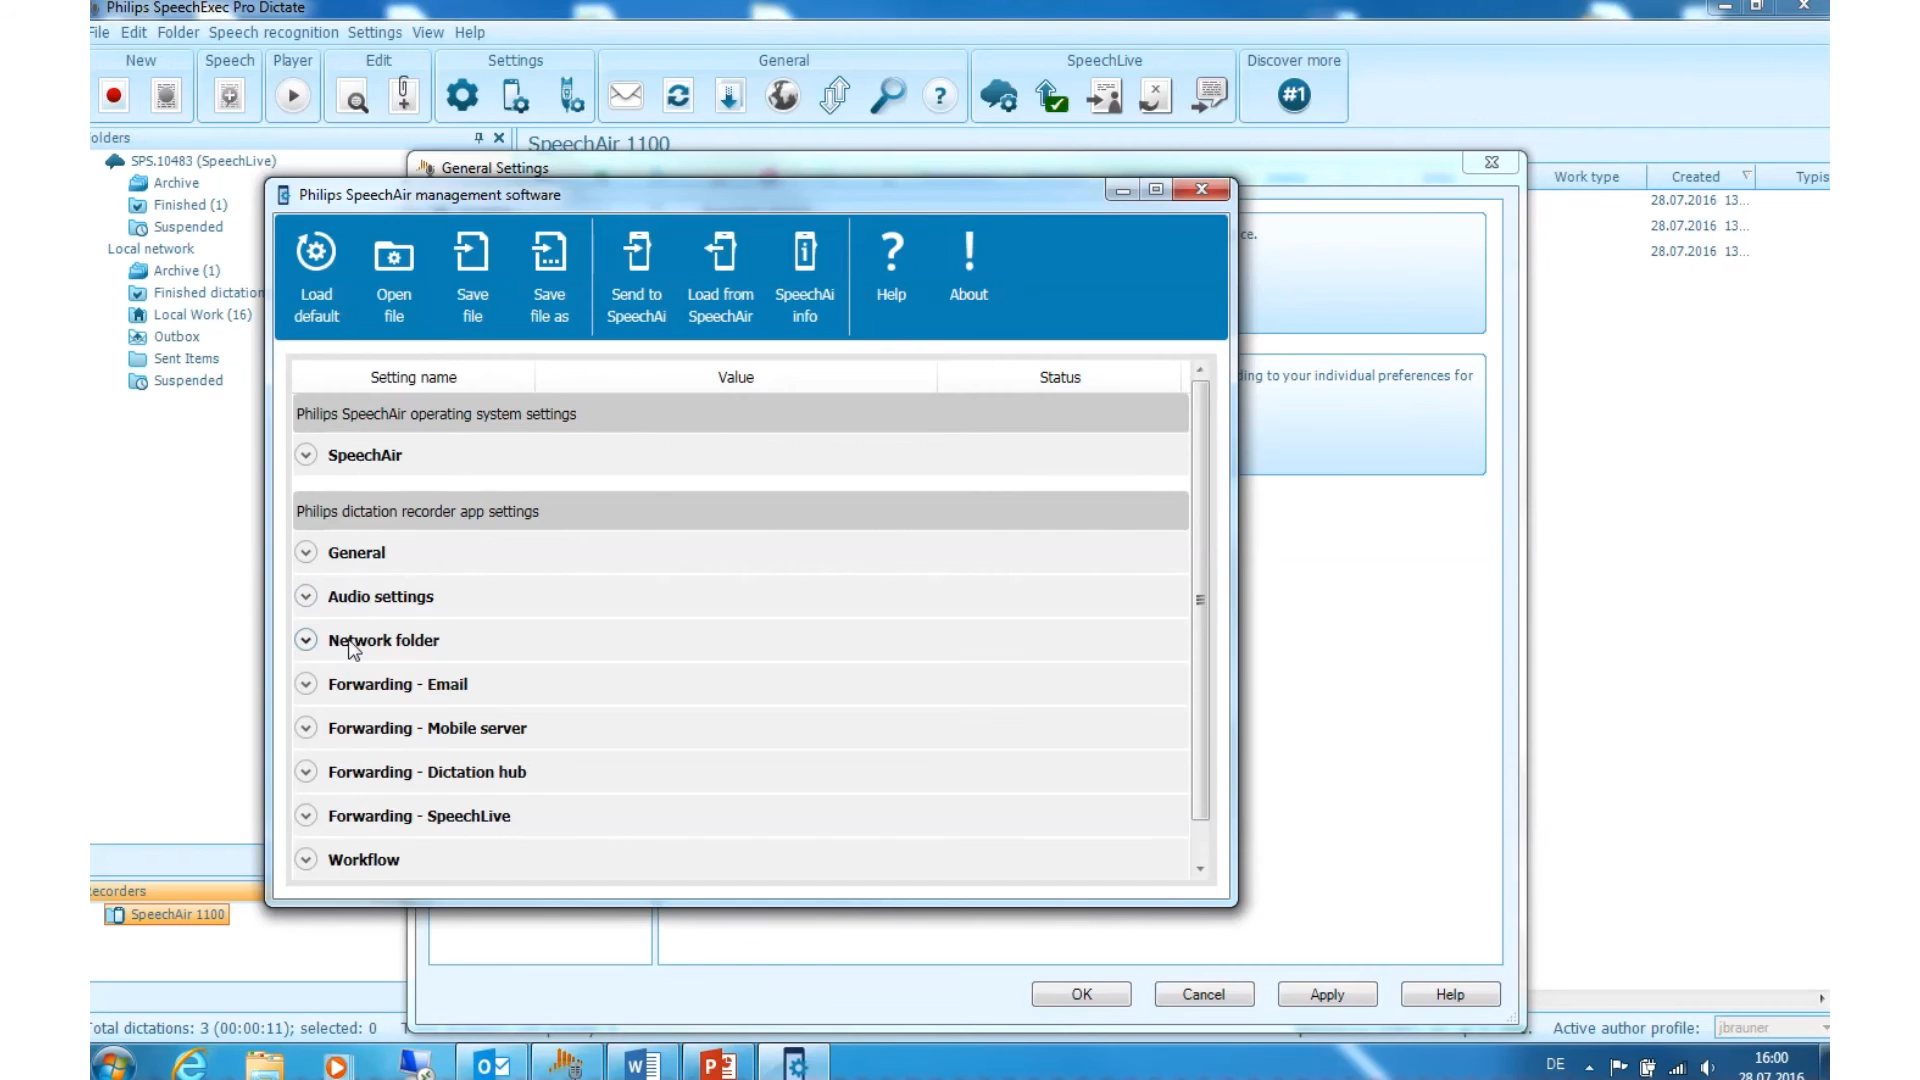 Philips SpeechExec Pro Dictate
File Edit Folder Speech recognition Settings View Help
New Speech Player Edit Settings General SpeechLive Discover more
#1
olders
SPS.10483 (SpeechLive)
Archive
Finished (1)
Suspended
Local network
Archive (1)
Finished dictation
Local Work (16)
Outbox
Sent Items
Suspended
SpeechAir 1100
Work type Created Typis
28.07.2016 13...
28.07.2016 13...
28.07.2016 13...
General Settings
ce.
ding to your individual preferences for
Philips SpeechAir management software
Load default
Open file
Save file
Save file as
Send to SpeechAi
Load from SpeechAir
SpeechAi info
Help
About
Setting name Value Status
Philips SpeechAir operating system settings
SpeechAir
Philips dictation recorder app settings
General
Audio settings
Network folder
Forwarding - Email
Forwarding - Mobile server
Forwarding - Dictation hub
Forwarding - SpeechLive
Workflow
ecorders
SpeechAir 1100
OK Cancel Apply Help
otal dictations: 3 (00:00:11); selected: 0
Active author profile: jbrauner
DE
16:00
28.07.2016